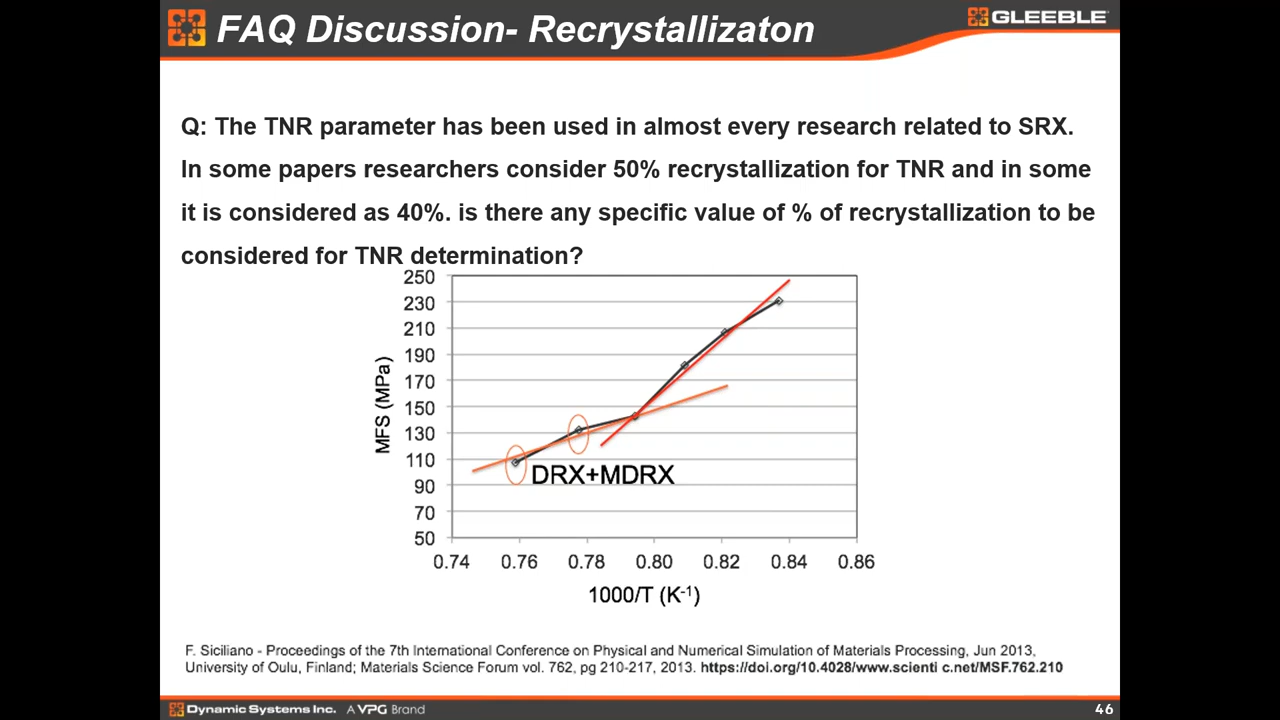 FAQ Discussion- Recrystallizaton
GLEEBLE
Q: The TNR parameter has been used in almost every research related to SRX.
In some papers researchers consider 50% recrystallization for TNR and in some
it is considered as 40%. is there any specific value of % of recrystallization to be
considered for TNR determination?
250
230
210
190
170
150
130
110
90
70
50
MFS (MPa)
DRX+MDRX
0.74 0.76 0.78 0.80 0.82 0.84 0.86
1000/T (K⁻¹)
F. Siciliano - Proceedings of the 7th International Conference on Physical and Numerical Simulation of Materials Processing, Jun 2013,
University of Oulu, Finland; Materials Science Forum vol. 762, pg 210-217, 2013. https://doi.org/10.4028/www.scienti c.net/MSF.762.210
Dynamic Systems Inc. A VPG Brand
46